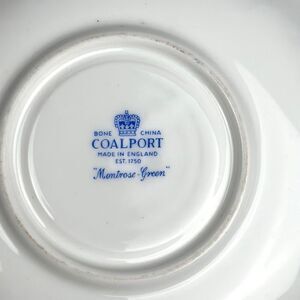 BONE CHINA
COALPORT
MADE IN ENGLAND
EST. 1750
"Montrose-Green"